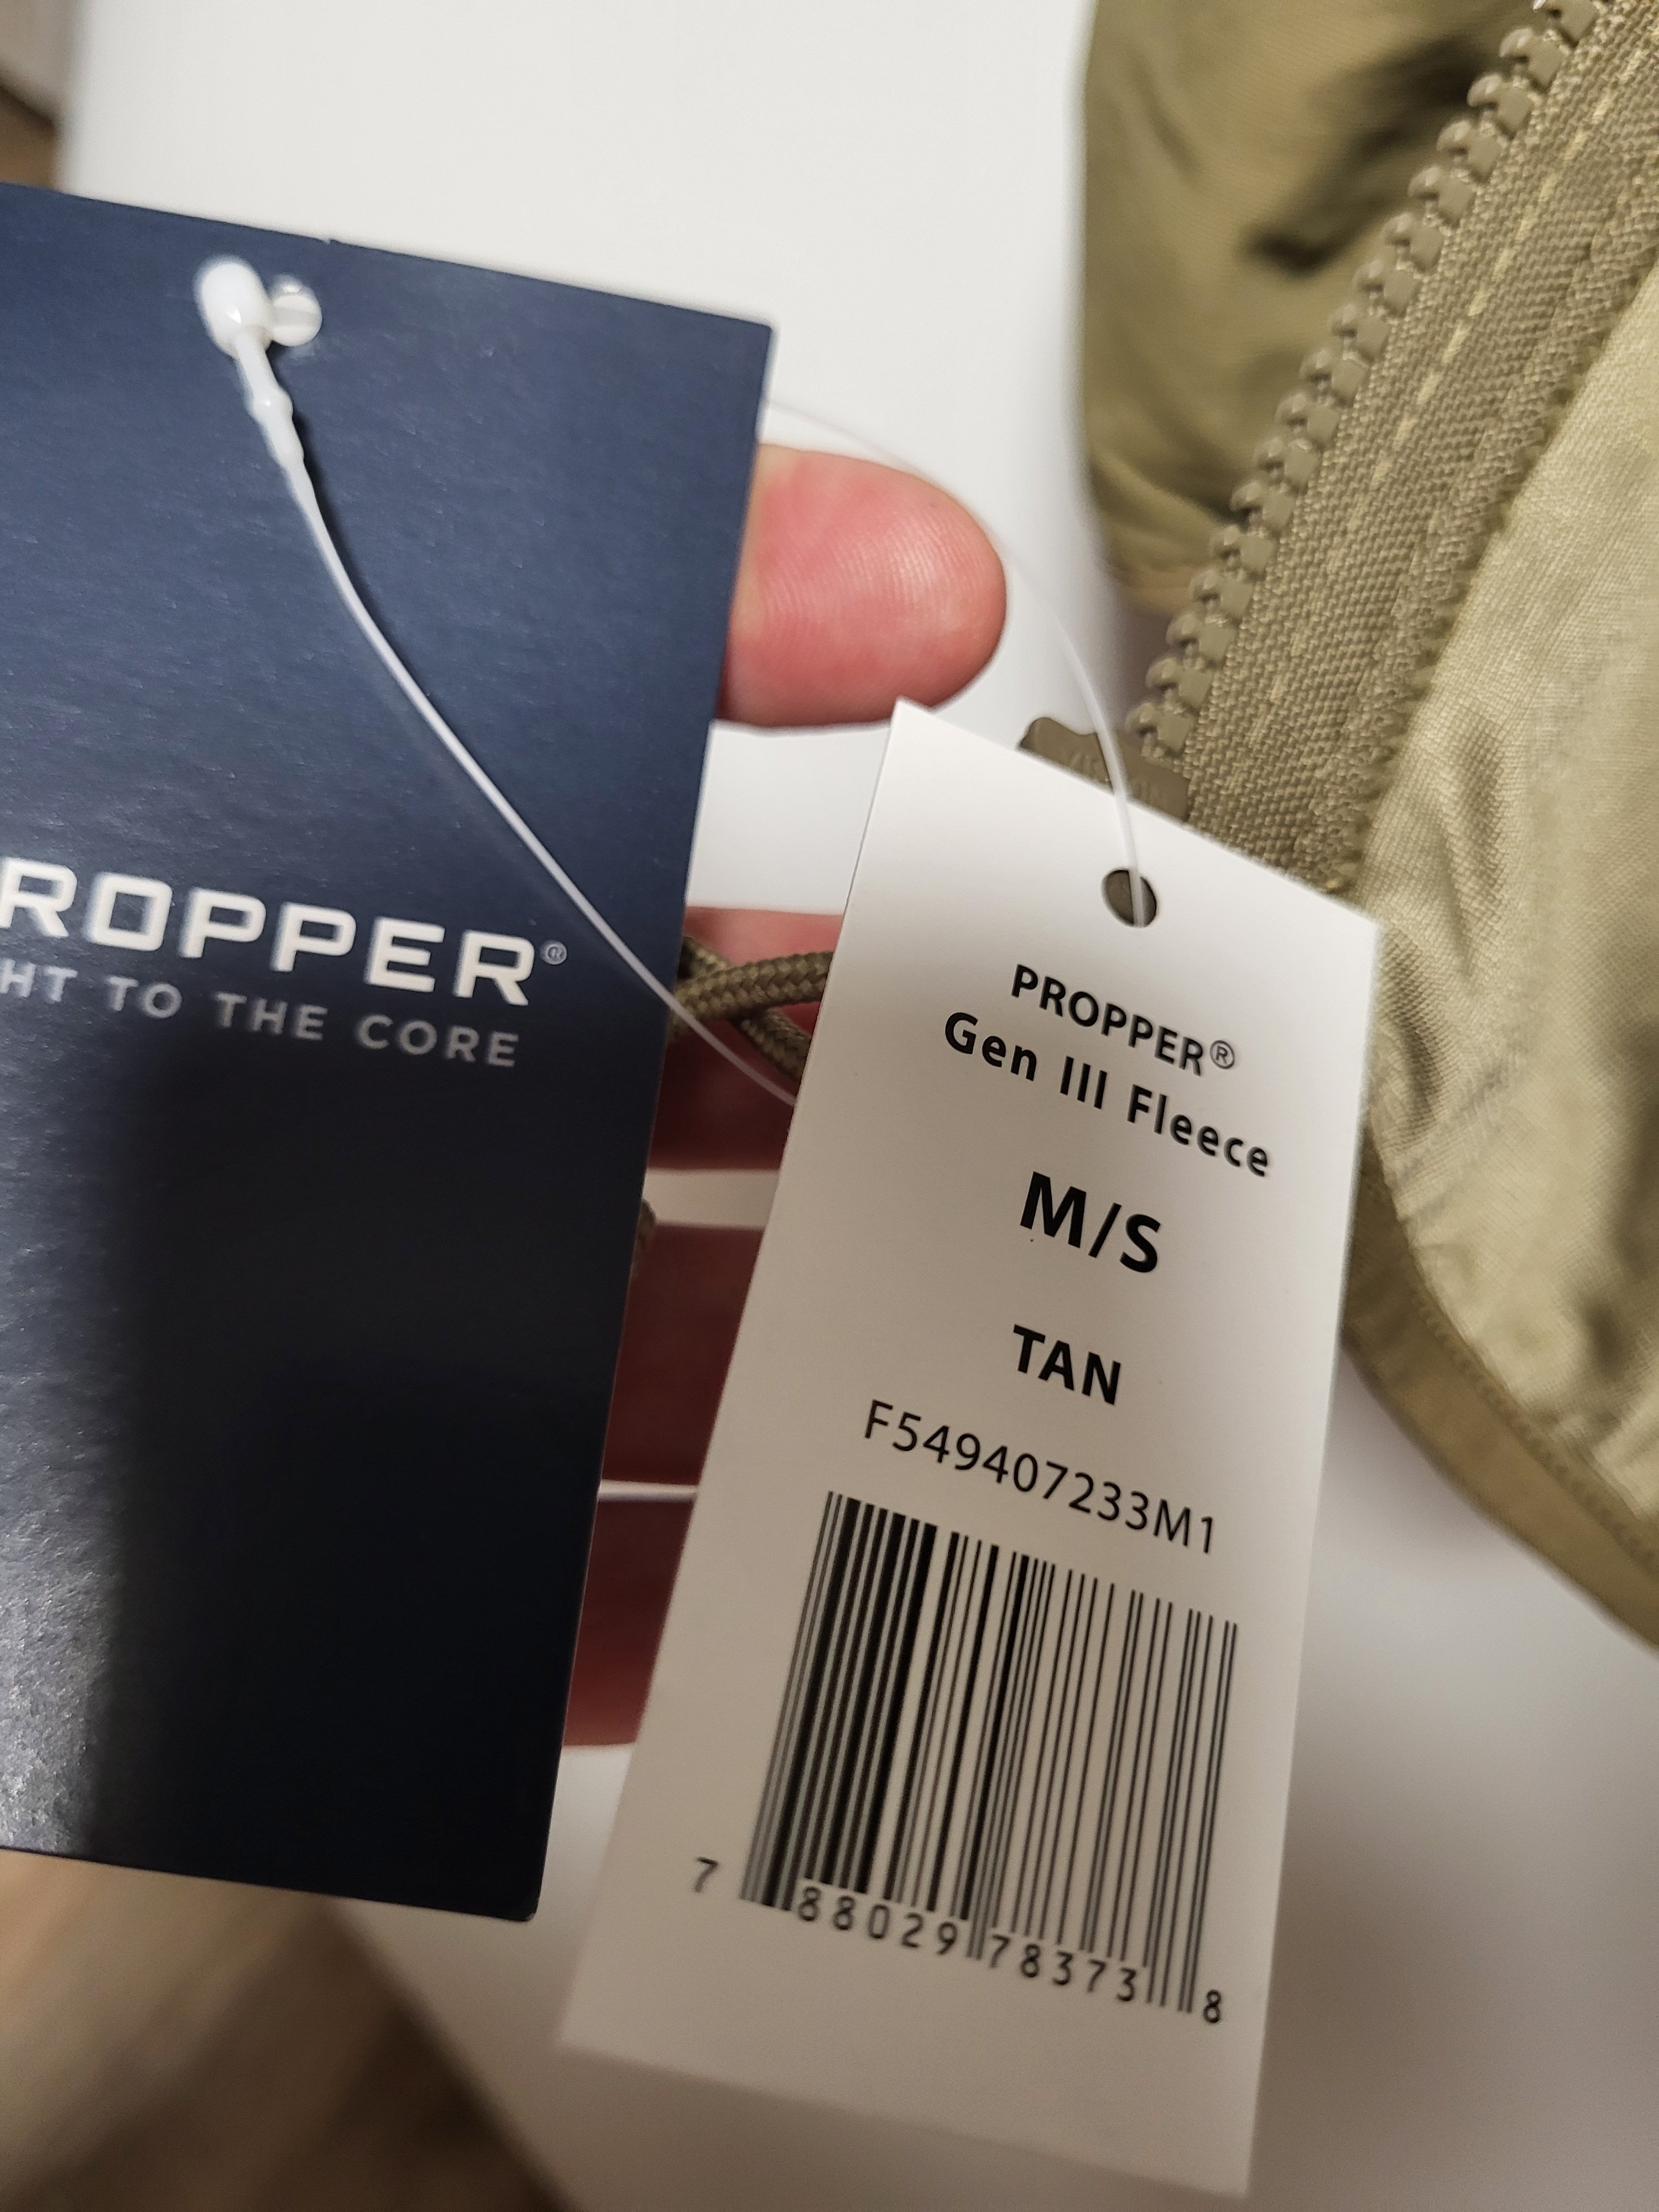 ROPPER®
HT TO THE CORE
PROPPER®
Gen III Fleece
M/S
TAN
F549407233M1
7 88029 78373 8